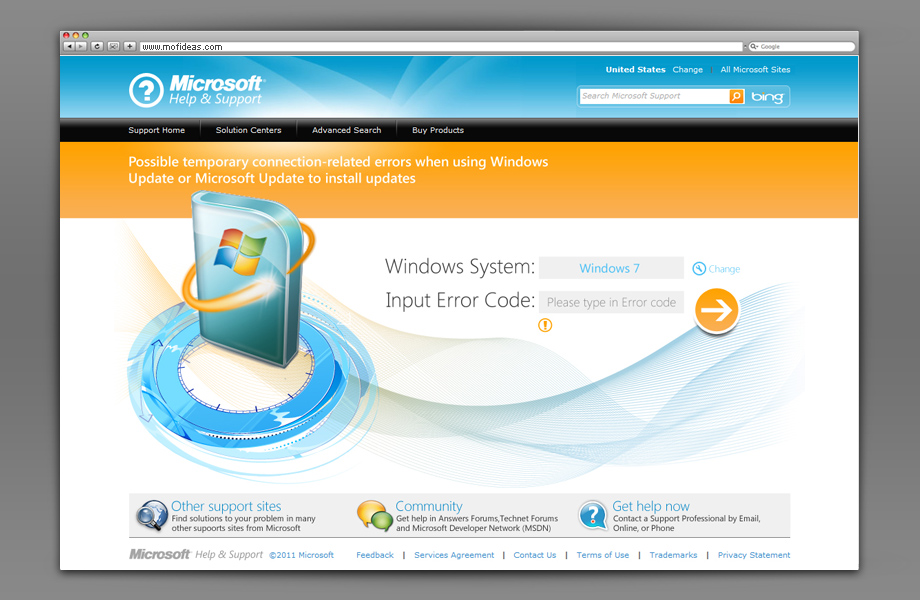 www.mofideas.com
Google
United States Change | All Microsoft Sites
Microsoft
Help & Support
Search Microsoft Support
bing
Support Home Solution Centers Advanced Search Buy Products
Possible temporary connection-related errors when using Windows
Update or Microsoft Update to install updates
Windows System: Windows 7 Change
Input Error Code: Please type in Error code
Other support sites
Find solutions to your problem in many
other supports sites from Microsoft
Community
Get help in Answers Forums,Technet Forums
and Microsoft Developer Network (MSDN)
Get help now
Contact a Support Professional by Email,
Online, or Phone
Microsoft Help & Support ©2011 Microsoft Feedback | Services Agreement | Contact Us | Terms of Use | Trademarks | Privacy Statement